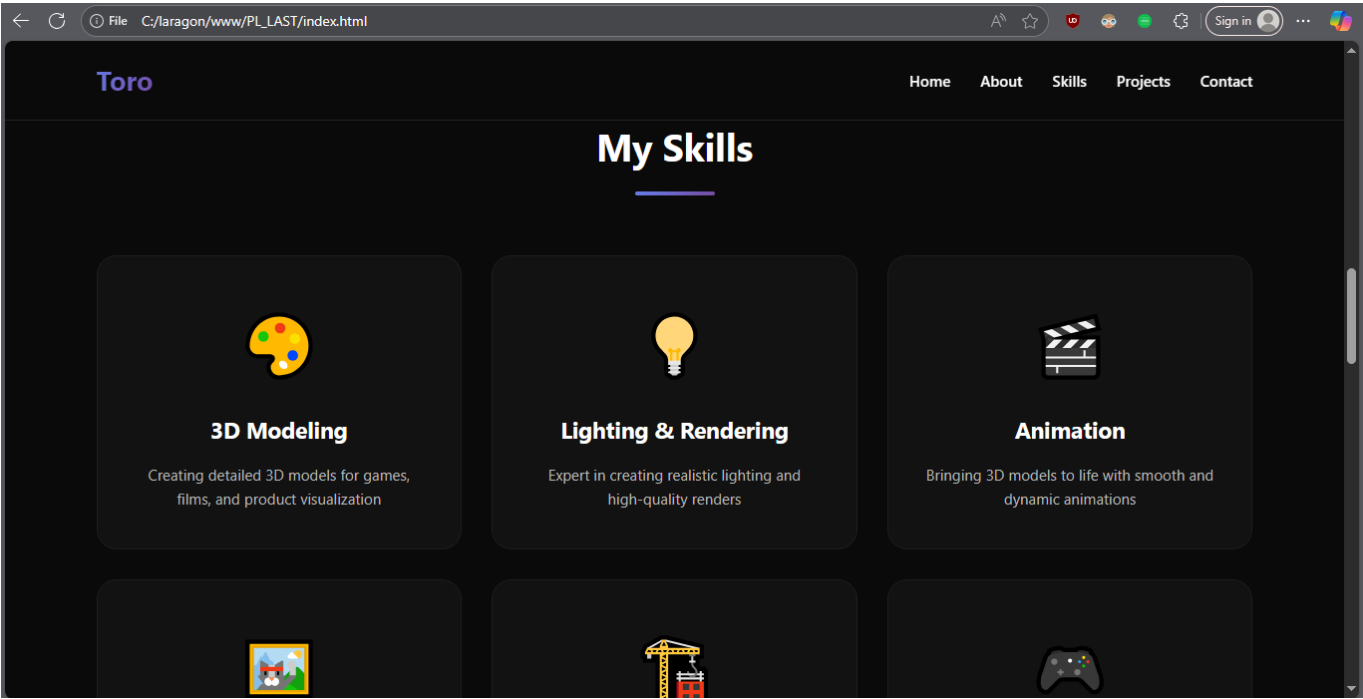 File C:/laragon/www/PL_LAST/index.html
Sign in
Toro
Home About Skills Projects Contact
My Skills
3D Modeling
Creating detailed 3D models for games,
films, and product visualization
Lighting & Rendering
Expert in creating realistic lighting and
high-quality renders
Animation
Bringing 3D models to life with smooth and
dynamic animations